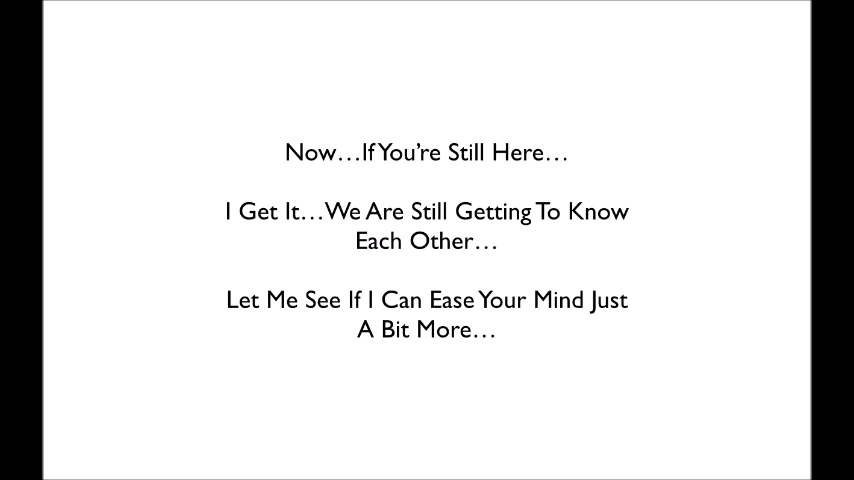 Now…If You're Still Here…
I Get It…We Are Still Getting To Know
Each Other…
Let Me See If I Can Ease Your Mind Just
A Bit More…